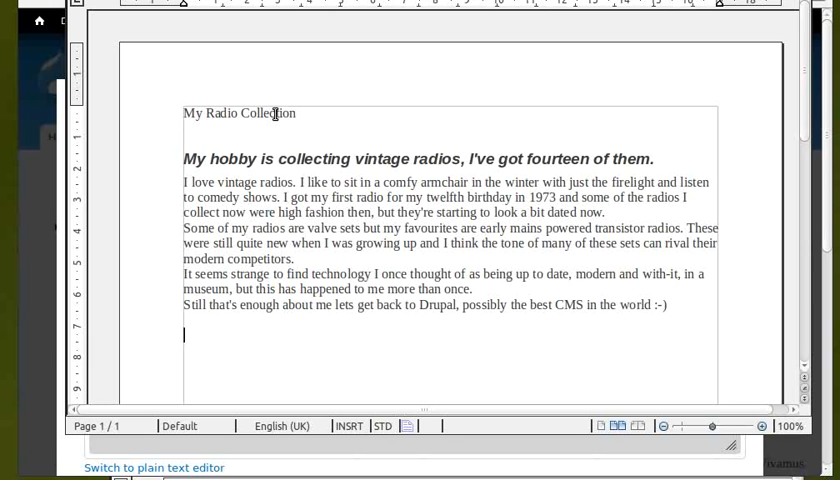 My Radio Collection
My hobby is collecting vintage radios, I've got fourteen of them.
I love vintage radios. I like to sit in a comfy armchair in the winter with just the firelight and listen
to comedy shows. I got my first radio for my twelfth birthday in 1973 and some of the radios I
collect now were high fashion then, but they're starting to look a bit dated now.
Some of my radios are valve sets but my favourites are early mains powered transistor radios. These
were still quite new when I was growing up and I think the tone of many of these sets can rival their
modern competitors.
It seems strange to find technology I once thought of as being up to date, modern and with-it, in a
museum, but this has happened to me more than once.
Still that's enough about me lets get back to Drupal, possibly the best CMS in the world :-)
Page 1 / 1 Default English (UK) INSRT STD 100%
Switch to plain text editor